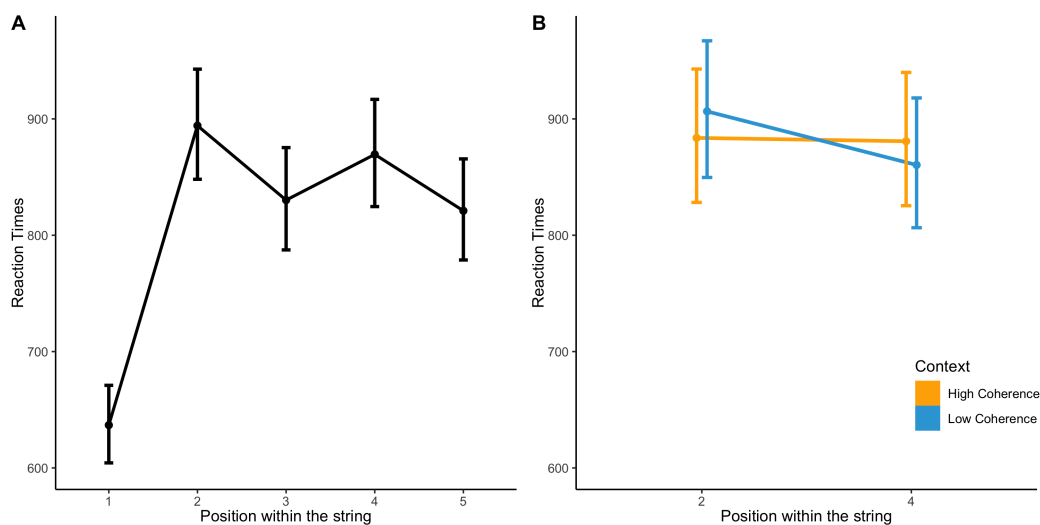 A
Reaction Times
900
800
700
600
1 2 3 4 5
Position within the string
B
Reaction Times
900
800
700
600
2 4
Position within the string
Context
High Coherence
Low Coherence